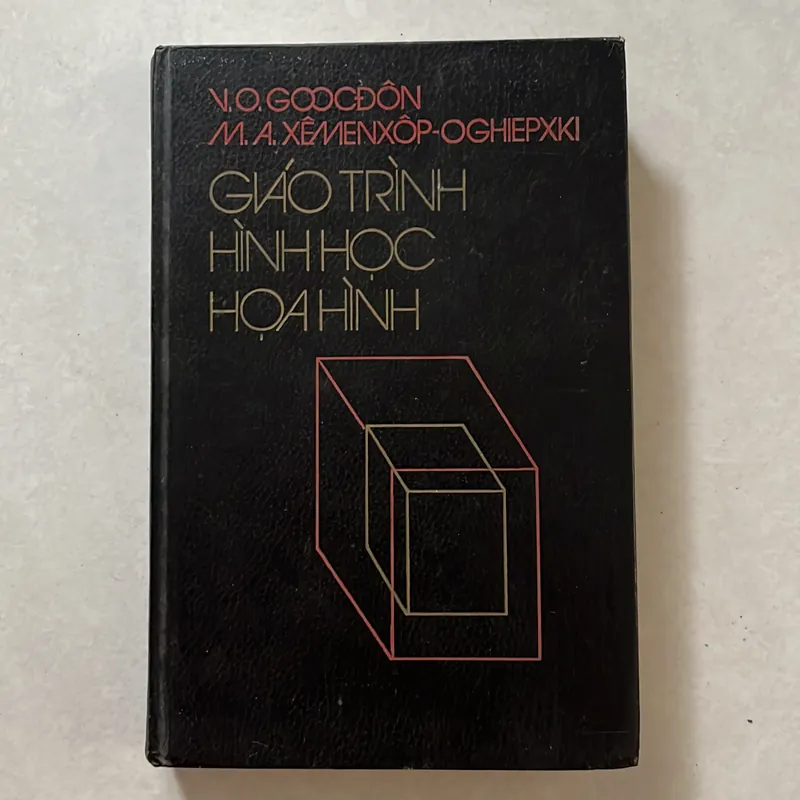 V.O.GOOCĐÔN
M.A.XÊMENXÔP-OGHIEPXKI
GIÁO TRÌNH
HÌNH HỌC
HỌA HÌNH